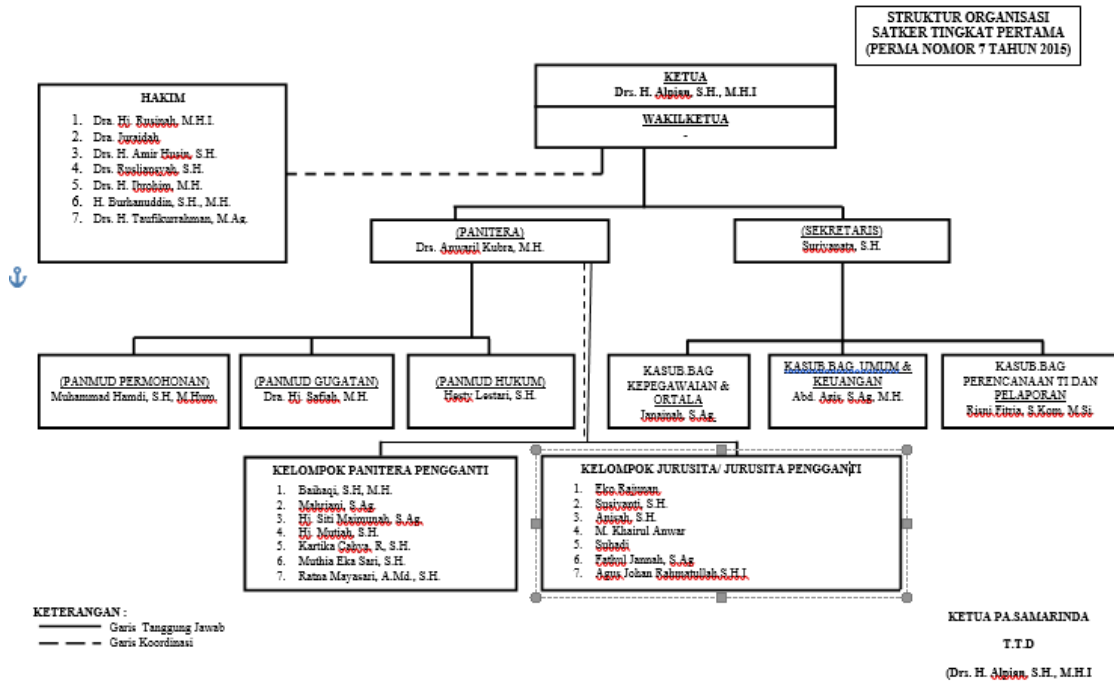 STRUKTUR ORGANISASI
SATKER TINGKAT PERTAMA
(PERMA NOMOR 7 TAHUN 2015)
KETUA
Drs. H. Alpian, S.H., M.H.I
WAKILKETUA
-
HAKIM
1. Dra. Hj. Rusinah, M.H.I.
2. Dra. Juraidah
3. Drs. H. Amir Husin, S.H.
4. Drs. Rusliansyah, S.H.
5. Drs. H. Ibrohim, M.H.
6. H. Burhanuddin, S.H., M.H.
7. Drs. H. Taufikurrahman, M.Ag.
(PANITERA)
Drs. Anwaril Kubra, M.H.
(SEKRETARIS)
Suriyanata, S.H.
(PANMUD PERMOHONAN)
Muhammad Hamdi, S.H, M.Hum.
(PANMUD GUGATAN)
Dra. Hj. Safiah, M.H.
(PANMUD HUKUM)
Hesty Lestari, S.H.
KASUB.BAG
KEPEGAWAIAN &
ORTALA
Janainah, S.Ag.
KASUB.BAG. UMUM &
KEUANGAN
Abd. Azis, S.Ag, M.H.
KASUB.BAG
PERENCANAAN TI DAN
PELAPORAN
Risni Fitria, S.Kom, M.Si
KELOMPOK PANITERA PENGGANTI
1. Baihaqi, S.H, M.H.
2. Mahriani, S.Ag
3. Hj. Siti Maimunah, S.Ag.
4. Hj. Mutiah, S.H.
5. Kartika Cahya, R, S.H.
6. Muthia Eka Sari, S.H.
7. Ratna Mayasari, A.Md., S.H.
KELOMPOK JURUSITA/ JURUSITA PENGGANTI
1. Eko Rajunan
2. Susiyanti, S.H.
3. Anisah, S.H.
4. M. Khairul Anwar
5. Suhadi
6. Fathul Jannah, S.Ag
7. Agus Johan Rahmatullah,S.H.I.
KETERANGAN :
Garis Tanggung Jawab
Garis Koordinasi
KETUA PA.SAMARINDA
T.T.D
(Drs. H. Alpian, S.H., M.H.I